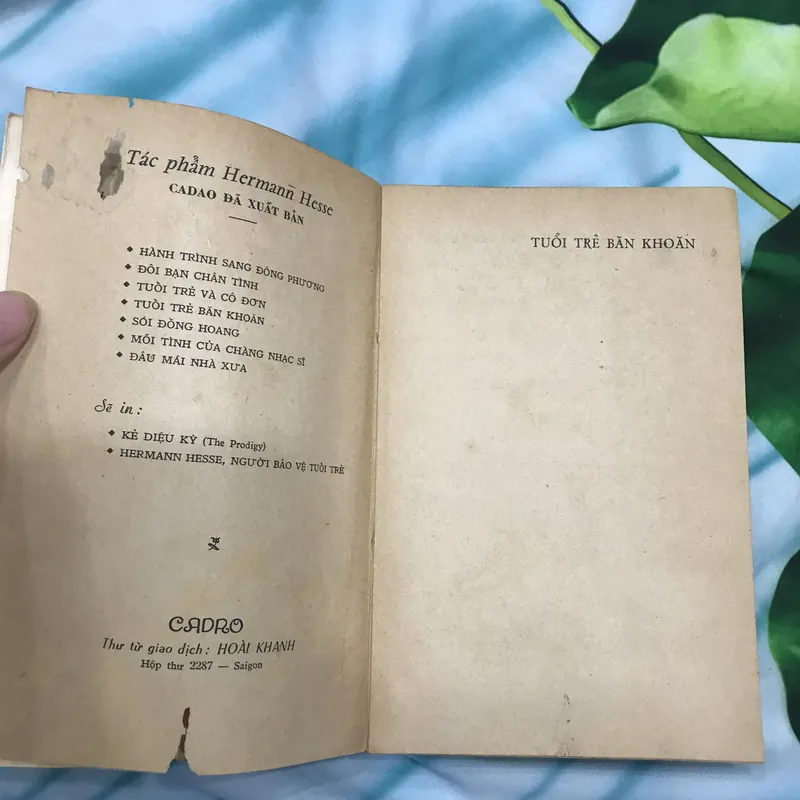 Tác phẩm Hermann Hesse
CADAO ĐÃ XUẤT BẢN
HÀNH TRÌNH SANG ĐÔNG PHƯƠNG
ĐÔI BẠN CHÂN TÌNH
TUỔI TRẺ VÀ CÔ ĐƠN
TUỔI TRẺ BĂN KHOĂN
SÓI ĐỒNG HOANG
MỐI TÌNH CỦA CHÀNG NHẠC SĨ
ĐÂU MÁI NHÀ XƯA
Sẽ in :
KẺ DIỆU KỲ (The Prodigy)
HERMANN HESSE, NGƯỜI BẢO VỆ TUỔI TRẺ
CADAO
Thư từ giao dịch : HOÀI KHANH
Hộp thư 2287 — Saigon
TUỔI TRẺ BĂN KHOĂN